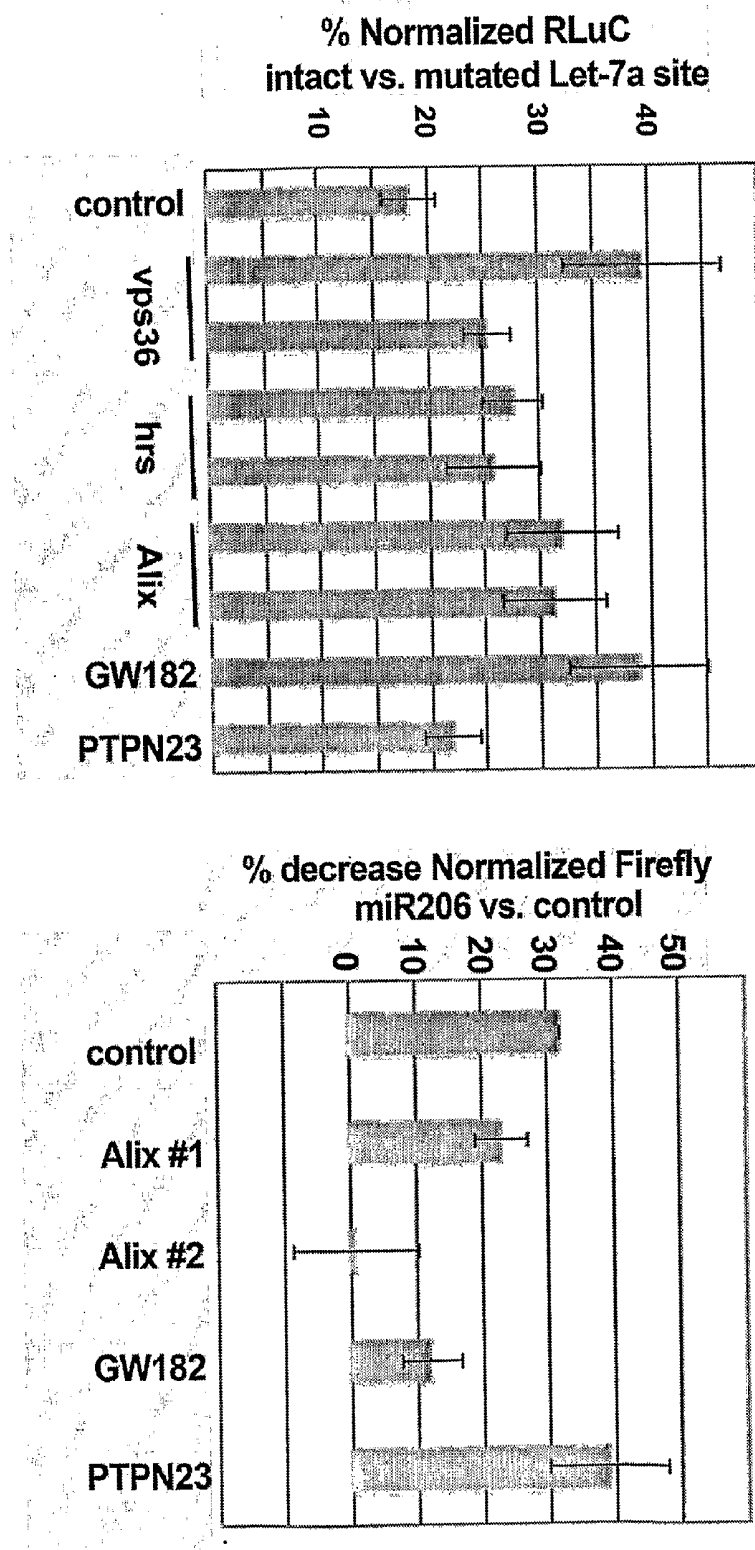 % Normalized RLuC
intact vs. mutated Let-7a site
10 20 30 40
control
vps36
hrs
Alix
GW182
PTPN23
% decrease Normalized Firefly
miR206 vs. control
0 10 20 30 40 50
control
Alix #1
Alix #2
GW182
PTPN23